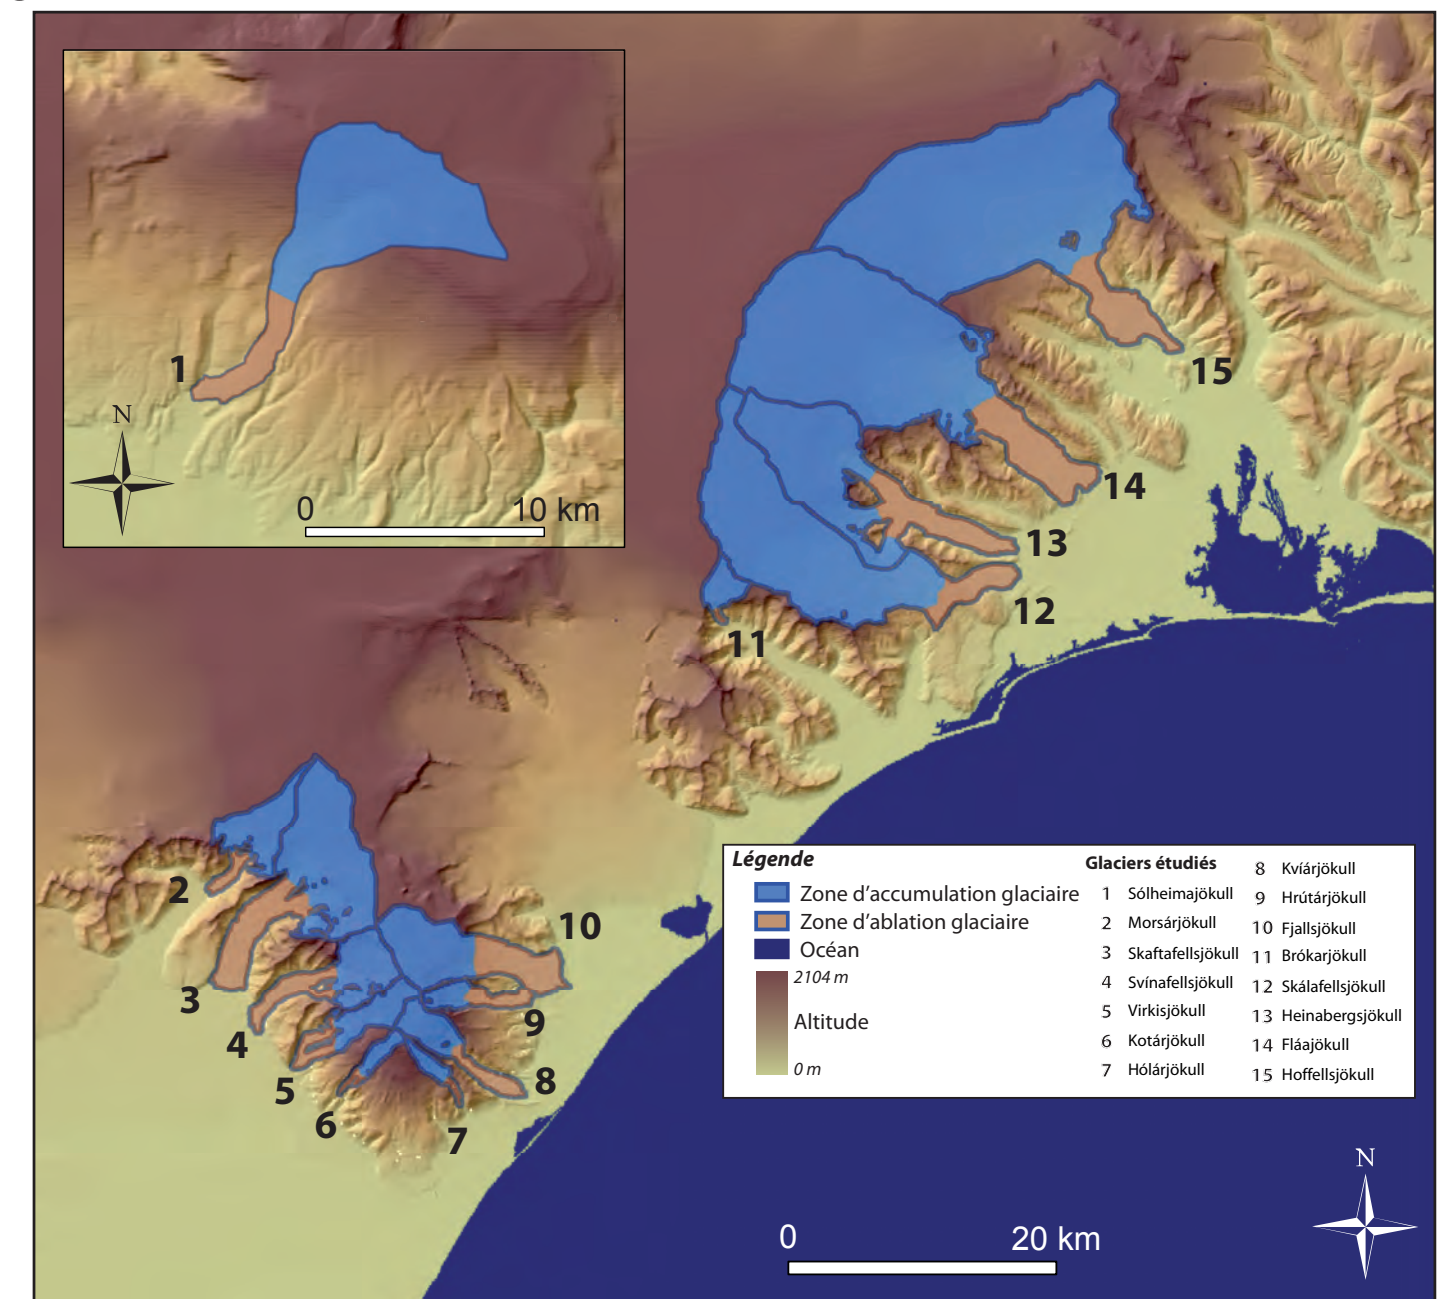 1
N
0 10 km
15
14
13
12
11
2
10
3
9
4
5
8
6
7
Légende
Zone d'accumulation glaciaire
Zone d'ablation glaciaire
Océan
2104 m
Altitude
0 m
Glaciers étudiés
1 Sólheimajökull
2 Morsárjökull
3 Skaftafellsjökull
4 Svínafellsjökull
5 Virkisjökull
6 Kotárjökull
7 Hólárjökull
8 Kvíárjökull
9 Hrútárjökull
10 Fjallsjökull
11 Brókarjökull
12 Skálafellsjökull
13 Heinabergsjökull
14 Fláajökull
15 Hoffellsjökull
N
0 20 km